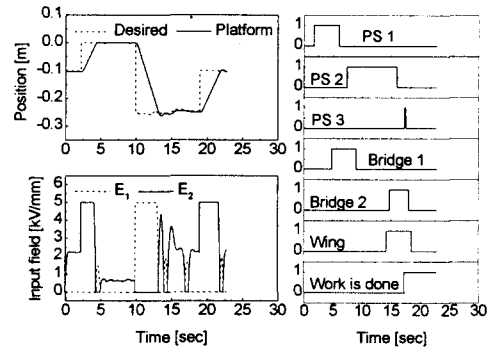 Desired Platform
Position [m]
0.1
0.0
-0.1
-0.2
-0.3
0 5 10 15 20 25 30
Time [sec]
E1 E2
Input field [kV/mm]
6
5
4
3
2
1
0
0 5 10 15 20 25 30
Time [sec]
1
0
PS 1
1
0
PS 2
1
0
PS 3
1
0
Bridge 1
1
0
Bridge 2
1
0
Wing
1
0
Work is done
0 5 10 15 20 25 30
Time [sec]